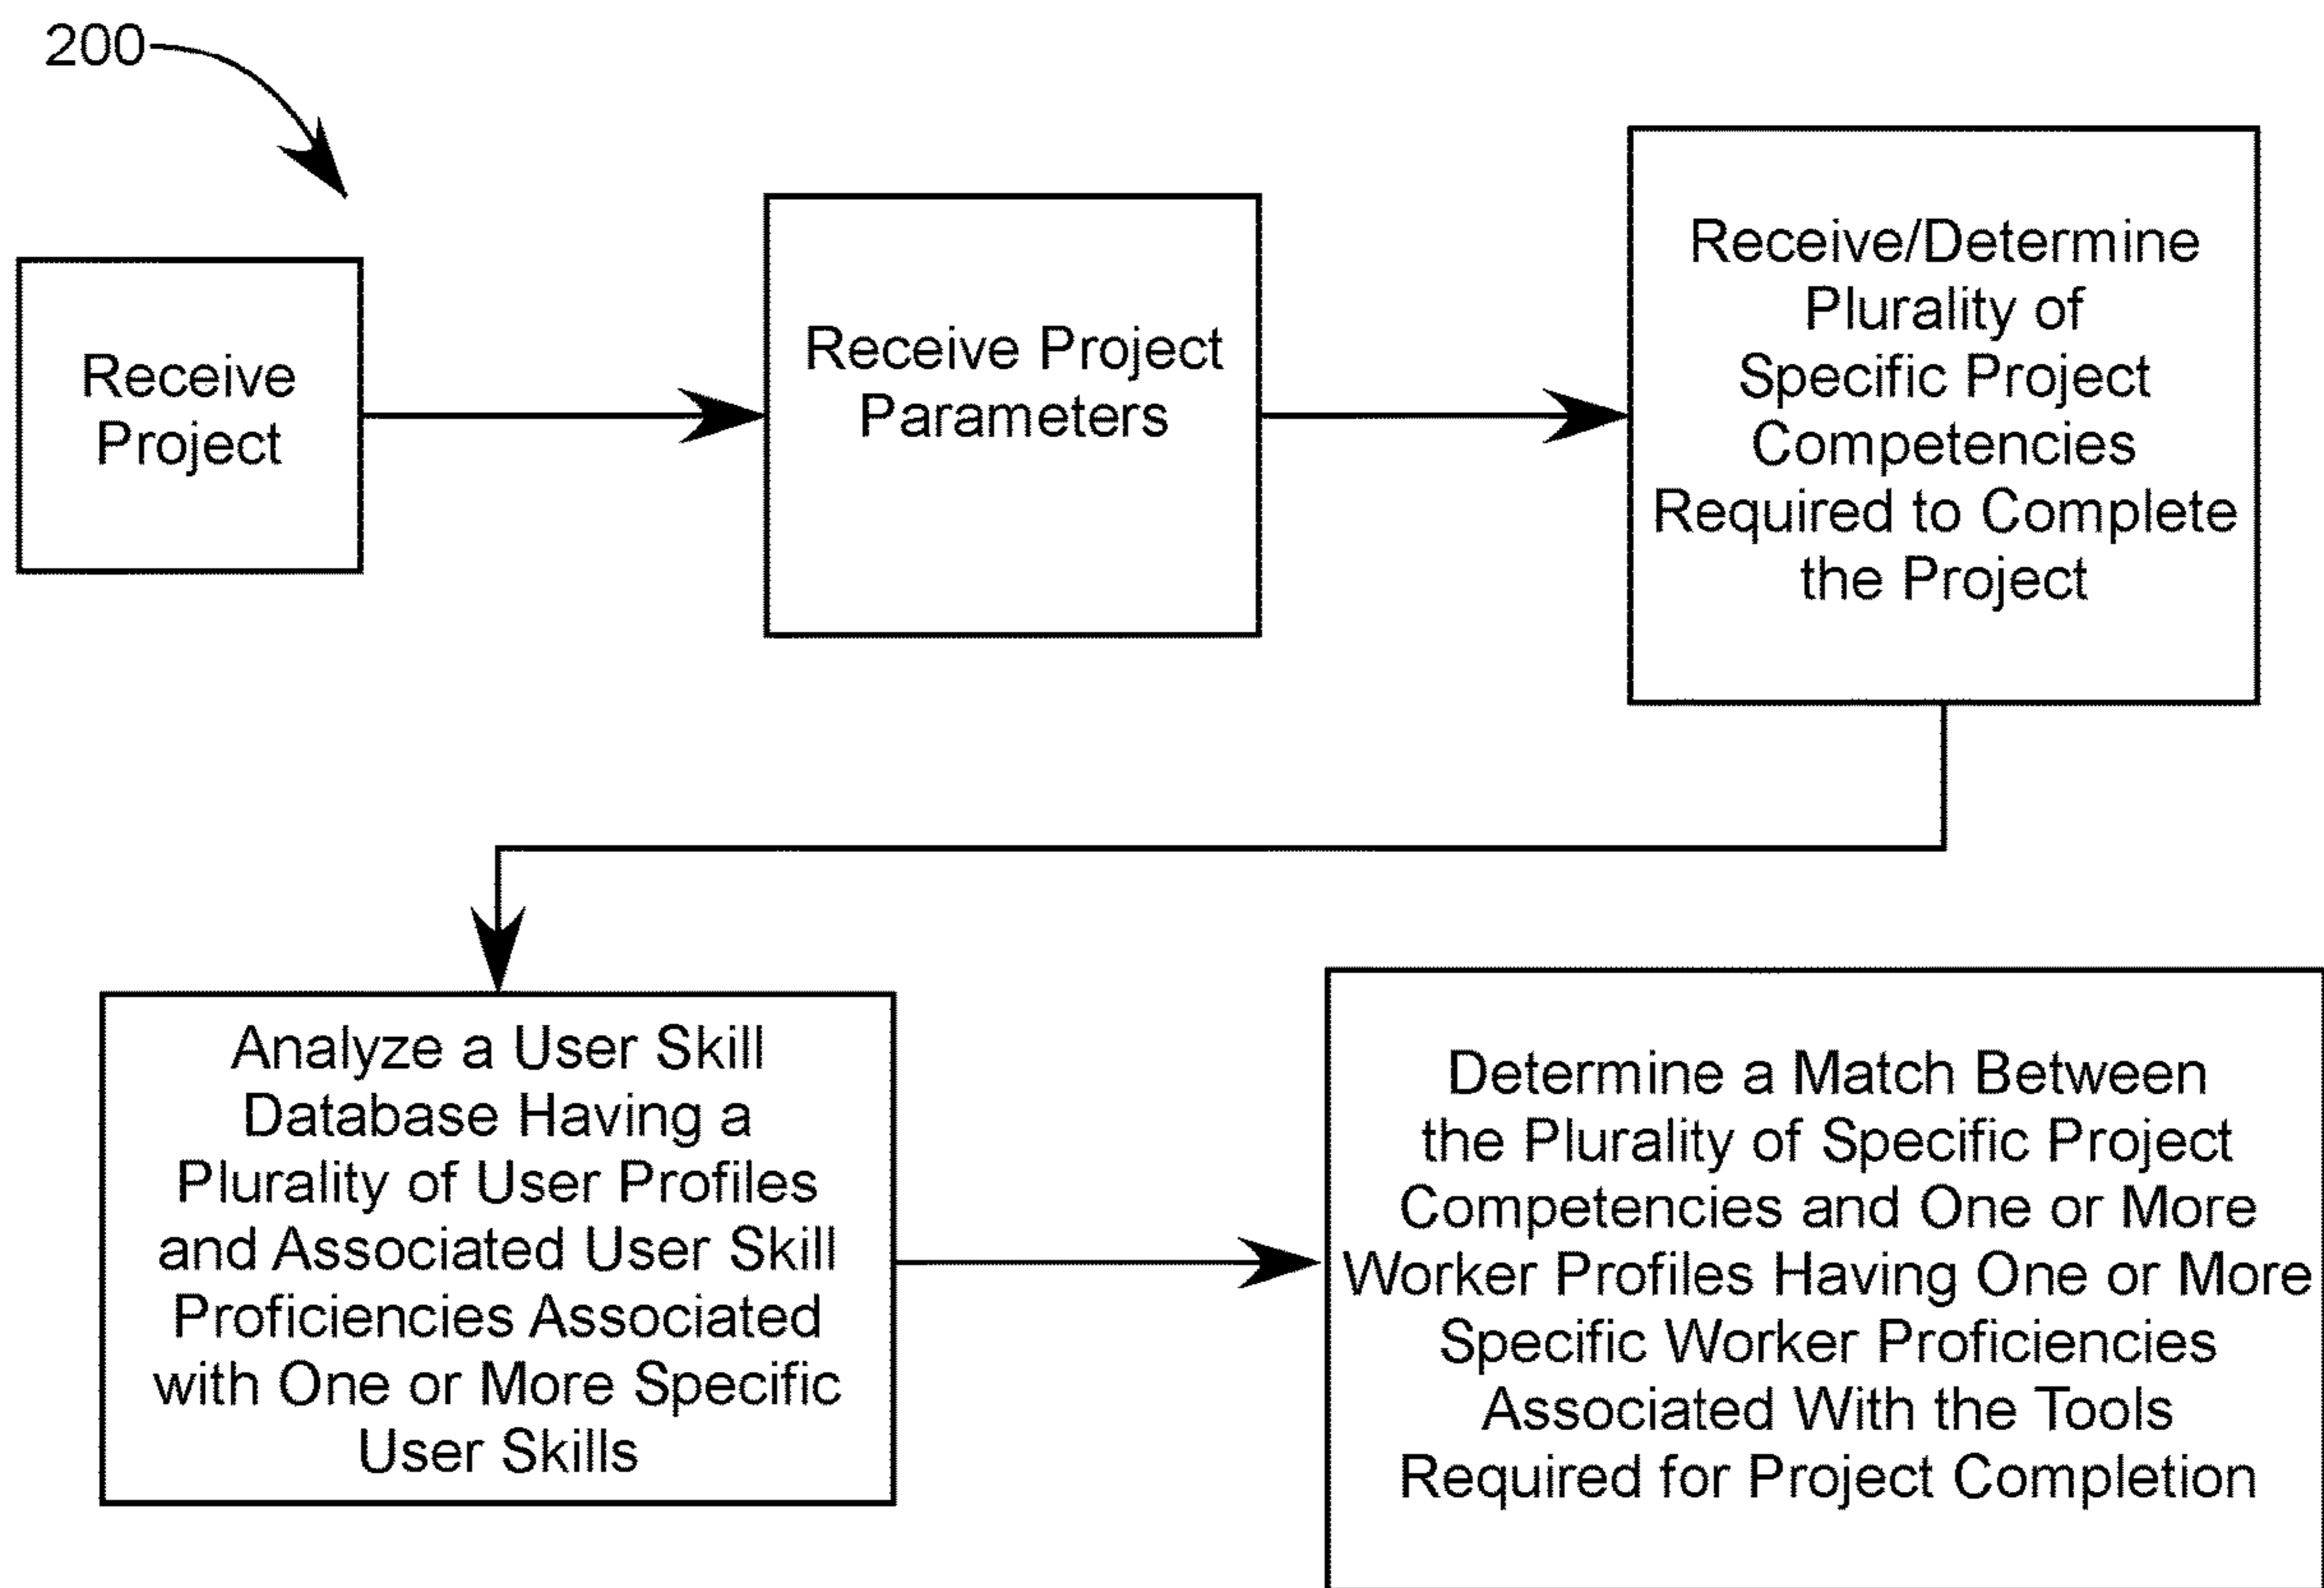 200
Receive
Project
Receive Project
Parameters
Receive/Determine
Plurality of
Specific Project
Competencies
Required to Complete
the Project
Analyze a User Skill
Database Having a
Plurality of User Profiles
and Associated User Skill
Proficiencies Associated
with One or More Specific
User Skills
Determine a Match Between
the Plurality of Specific Project
Competencies and One or More
Worker Profiles Having One or More
Specific Worker Proficiencies
Associated With the Tools
Required for Project Completion